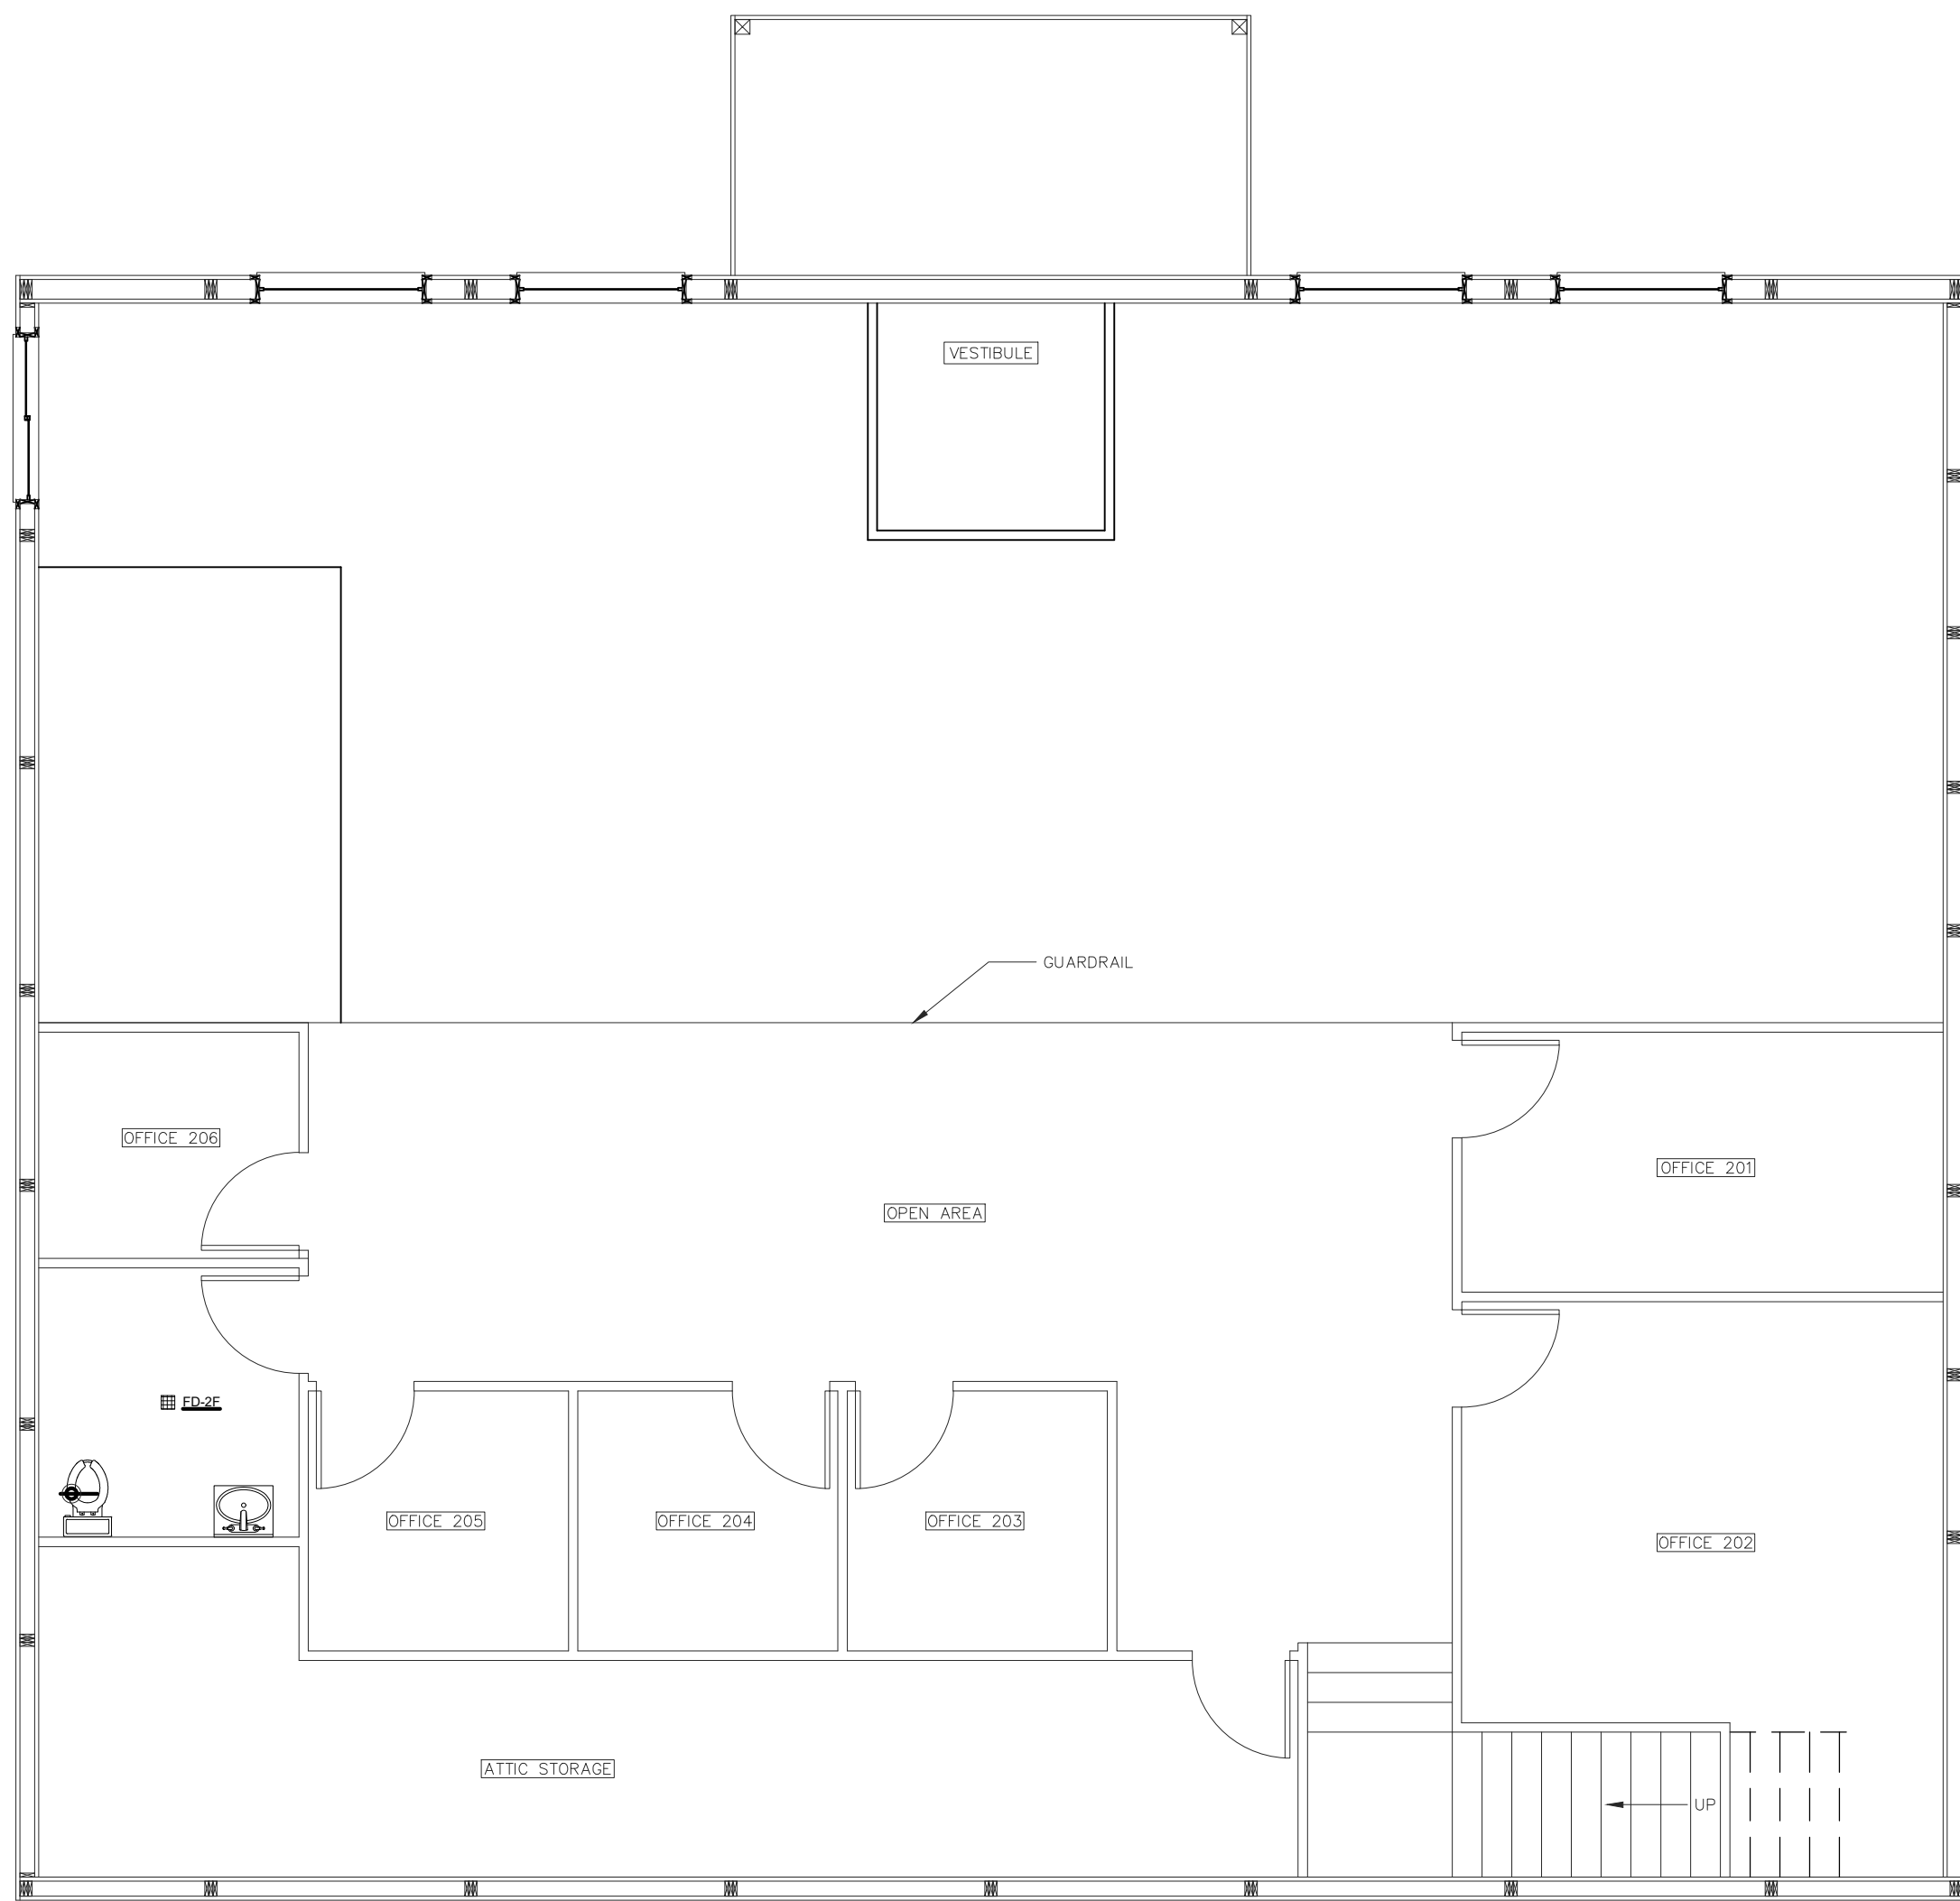 VESTIBULE
GUARDRAIL
OFFICE 206
OFFICE 201
OPEN AREA
FD-2F
OFFICE 205
OFFICE 204
OFFICE 203
OFFICE 202
ATTIC STORAGE
UP